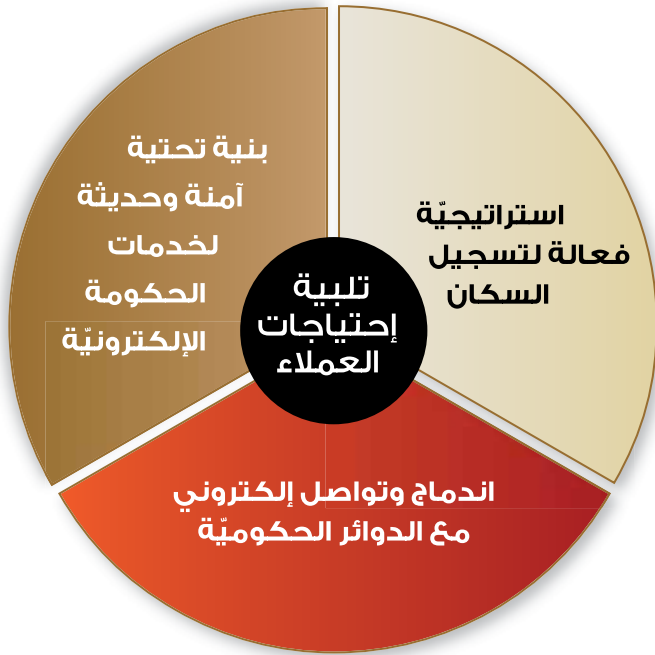 استراتيجيّة
فعالة لتسجيل
السكان
بنية تحتية
آمنة وحديثة
لخدمات
الحكومة
الإلكترونيّة
تلبية
إحتياجات
العملاء
اندماج وتواصل إلكتروني
مع الدوائر الحكوميّة